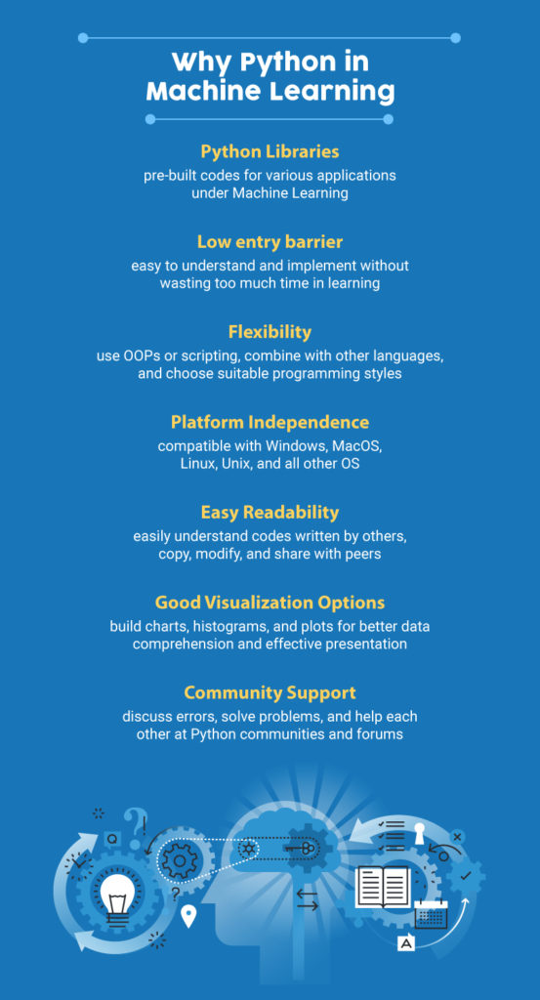 Why Python in
Machine Learning
Python Libraries
pre-built codes for various applications
under Machine Learning
Low entry barrier
easy to understand and implement without
wasting too much time in learning
Flexibility
use OOPs or scripting, combine with other languages,
and choose suitable programming styles
Platform Independence
compatible with Windows, MacOS,
Linux, Unix, and all other OS
Easy Readability
easily understand codes written by others,
copy, modify, and share with peers
Good Visualization Options
build charts, histograms, and plots for better data
comprehension and effective presentation
Community Support
discuss errors, solve problems, and help each
other at Python communities and forums
?!
Q
?
A